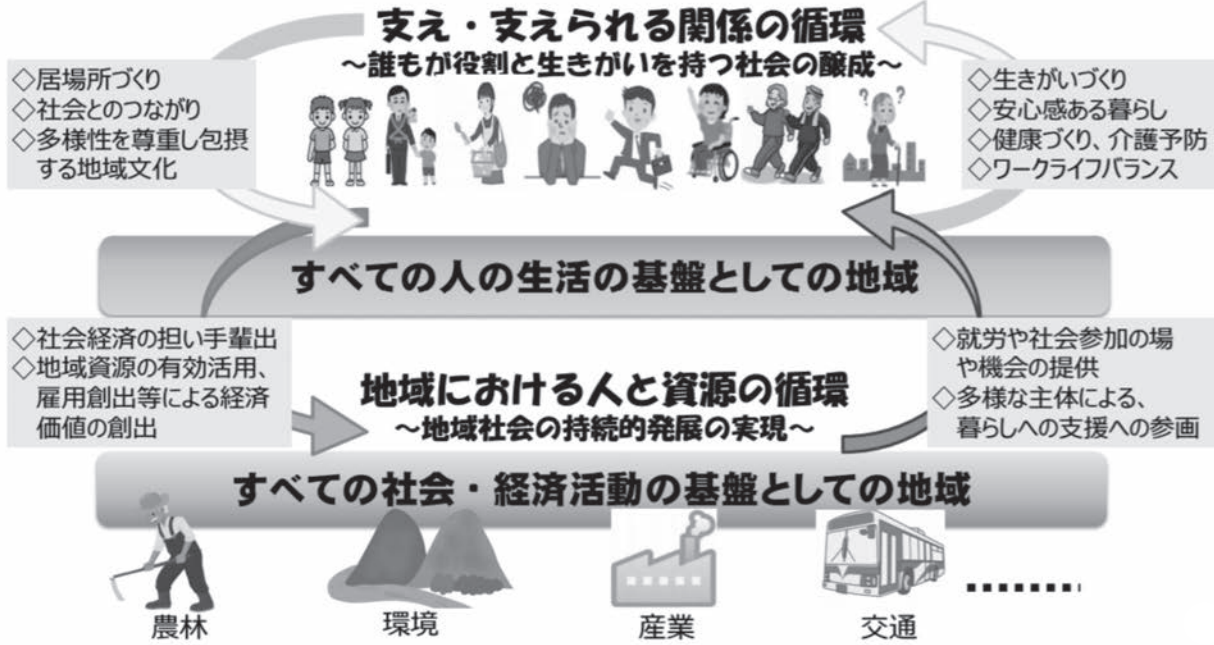 支え・支えられる関係の循環
～誰もが役割と生きがいを持つ社会の醸成～
◇居場所づくり
◇社会とのつながり
◇多様性を尊重し包摂
する地域文化
◇生きがいづくり
◇安心感ある暮らし
◇健康づくり、介護予防
◇ワークライフバランス
? ?
すべての人の生活の基盤としての地域
◇社会経済の担い手輩出
◇地域資源の有効活用、
雇用創出等による経済
価値の創出
地域における人と資源の循環
～地域社会の持続的発展の実現～
◇就労や社会参加の場
や機会の提供
◇多様な主体による、
暮らしへの支援への参画
すべての社会・経済活動の基盤としての地域
農林
環境
産業
交通